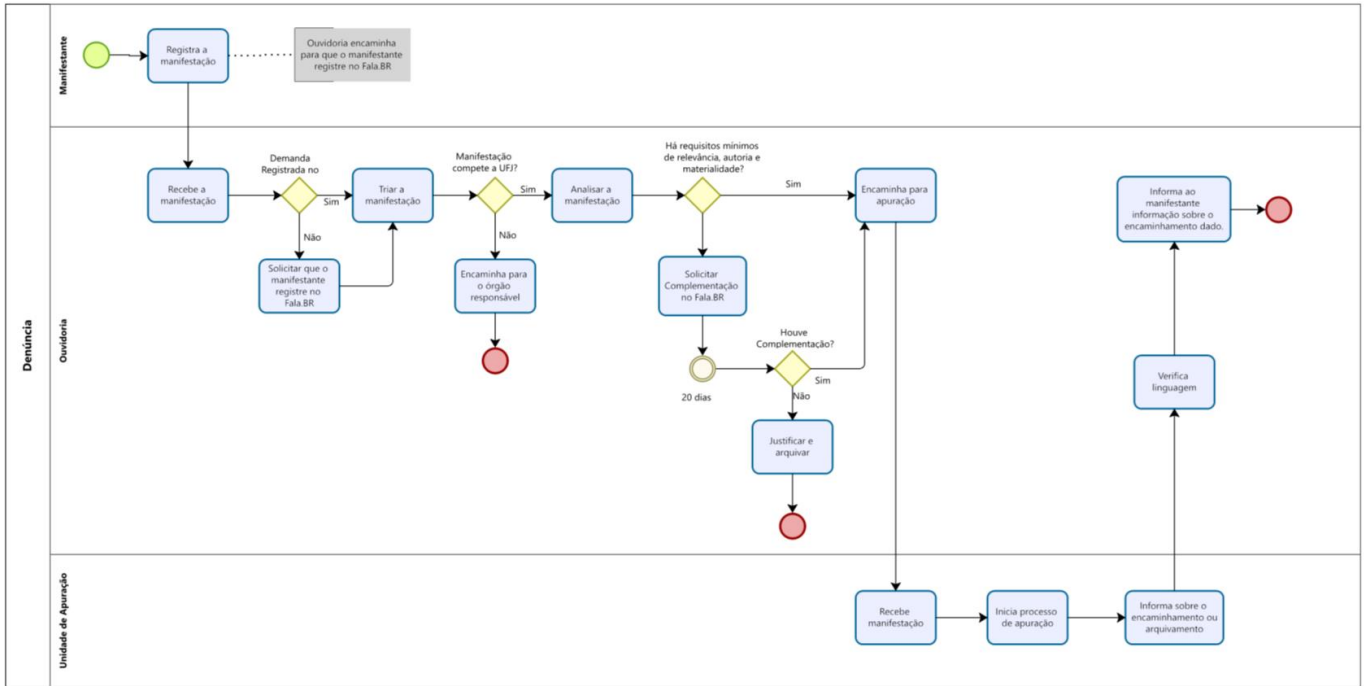 Denúncia
Manifestante
Registra a
manifestação
Ouvidoria encaminha
para que o manifestante
registre no Fala.BR
Ouvidoria
Recebe a
manifestação
Demanda
Registrada no
Sim
Não
Solicitar que o
manifestante
registre no
Fala.BR
Triar a
manifestação
Manifestação
compete a UFJ?
Sim
Não
Encaminha para
o órgão
responsável
Analisar a
manifestação
Há requisitos mínimos
de relevância, autoria e
materialidade?
Sim
Solicitar
Complementação
no Fala.BR
20 dias
Houve
Complementação?
Sim
Não
Justificar e
arquivar
Encaminha para
apuração
Informa ao
manifestante
informação sobre o
encaminhamento dado.
Verifica
linguagem
Unidade de Apuração
Recebe
manifestação
Inicia processo
de apuração
Informa sobre o
encaminhamento ou
arquivamento